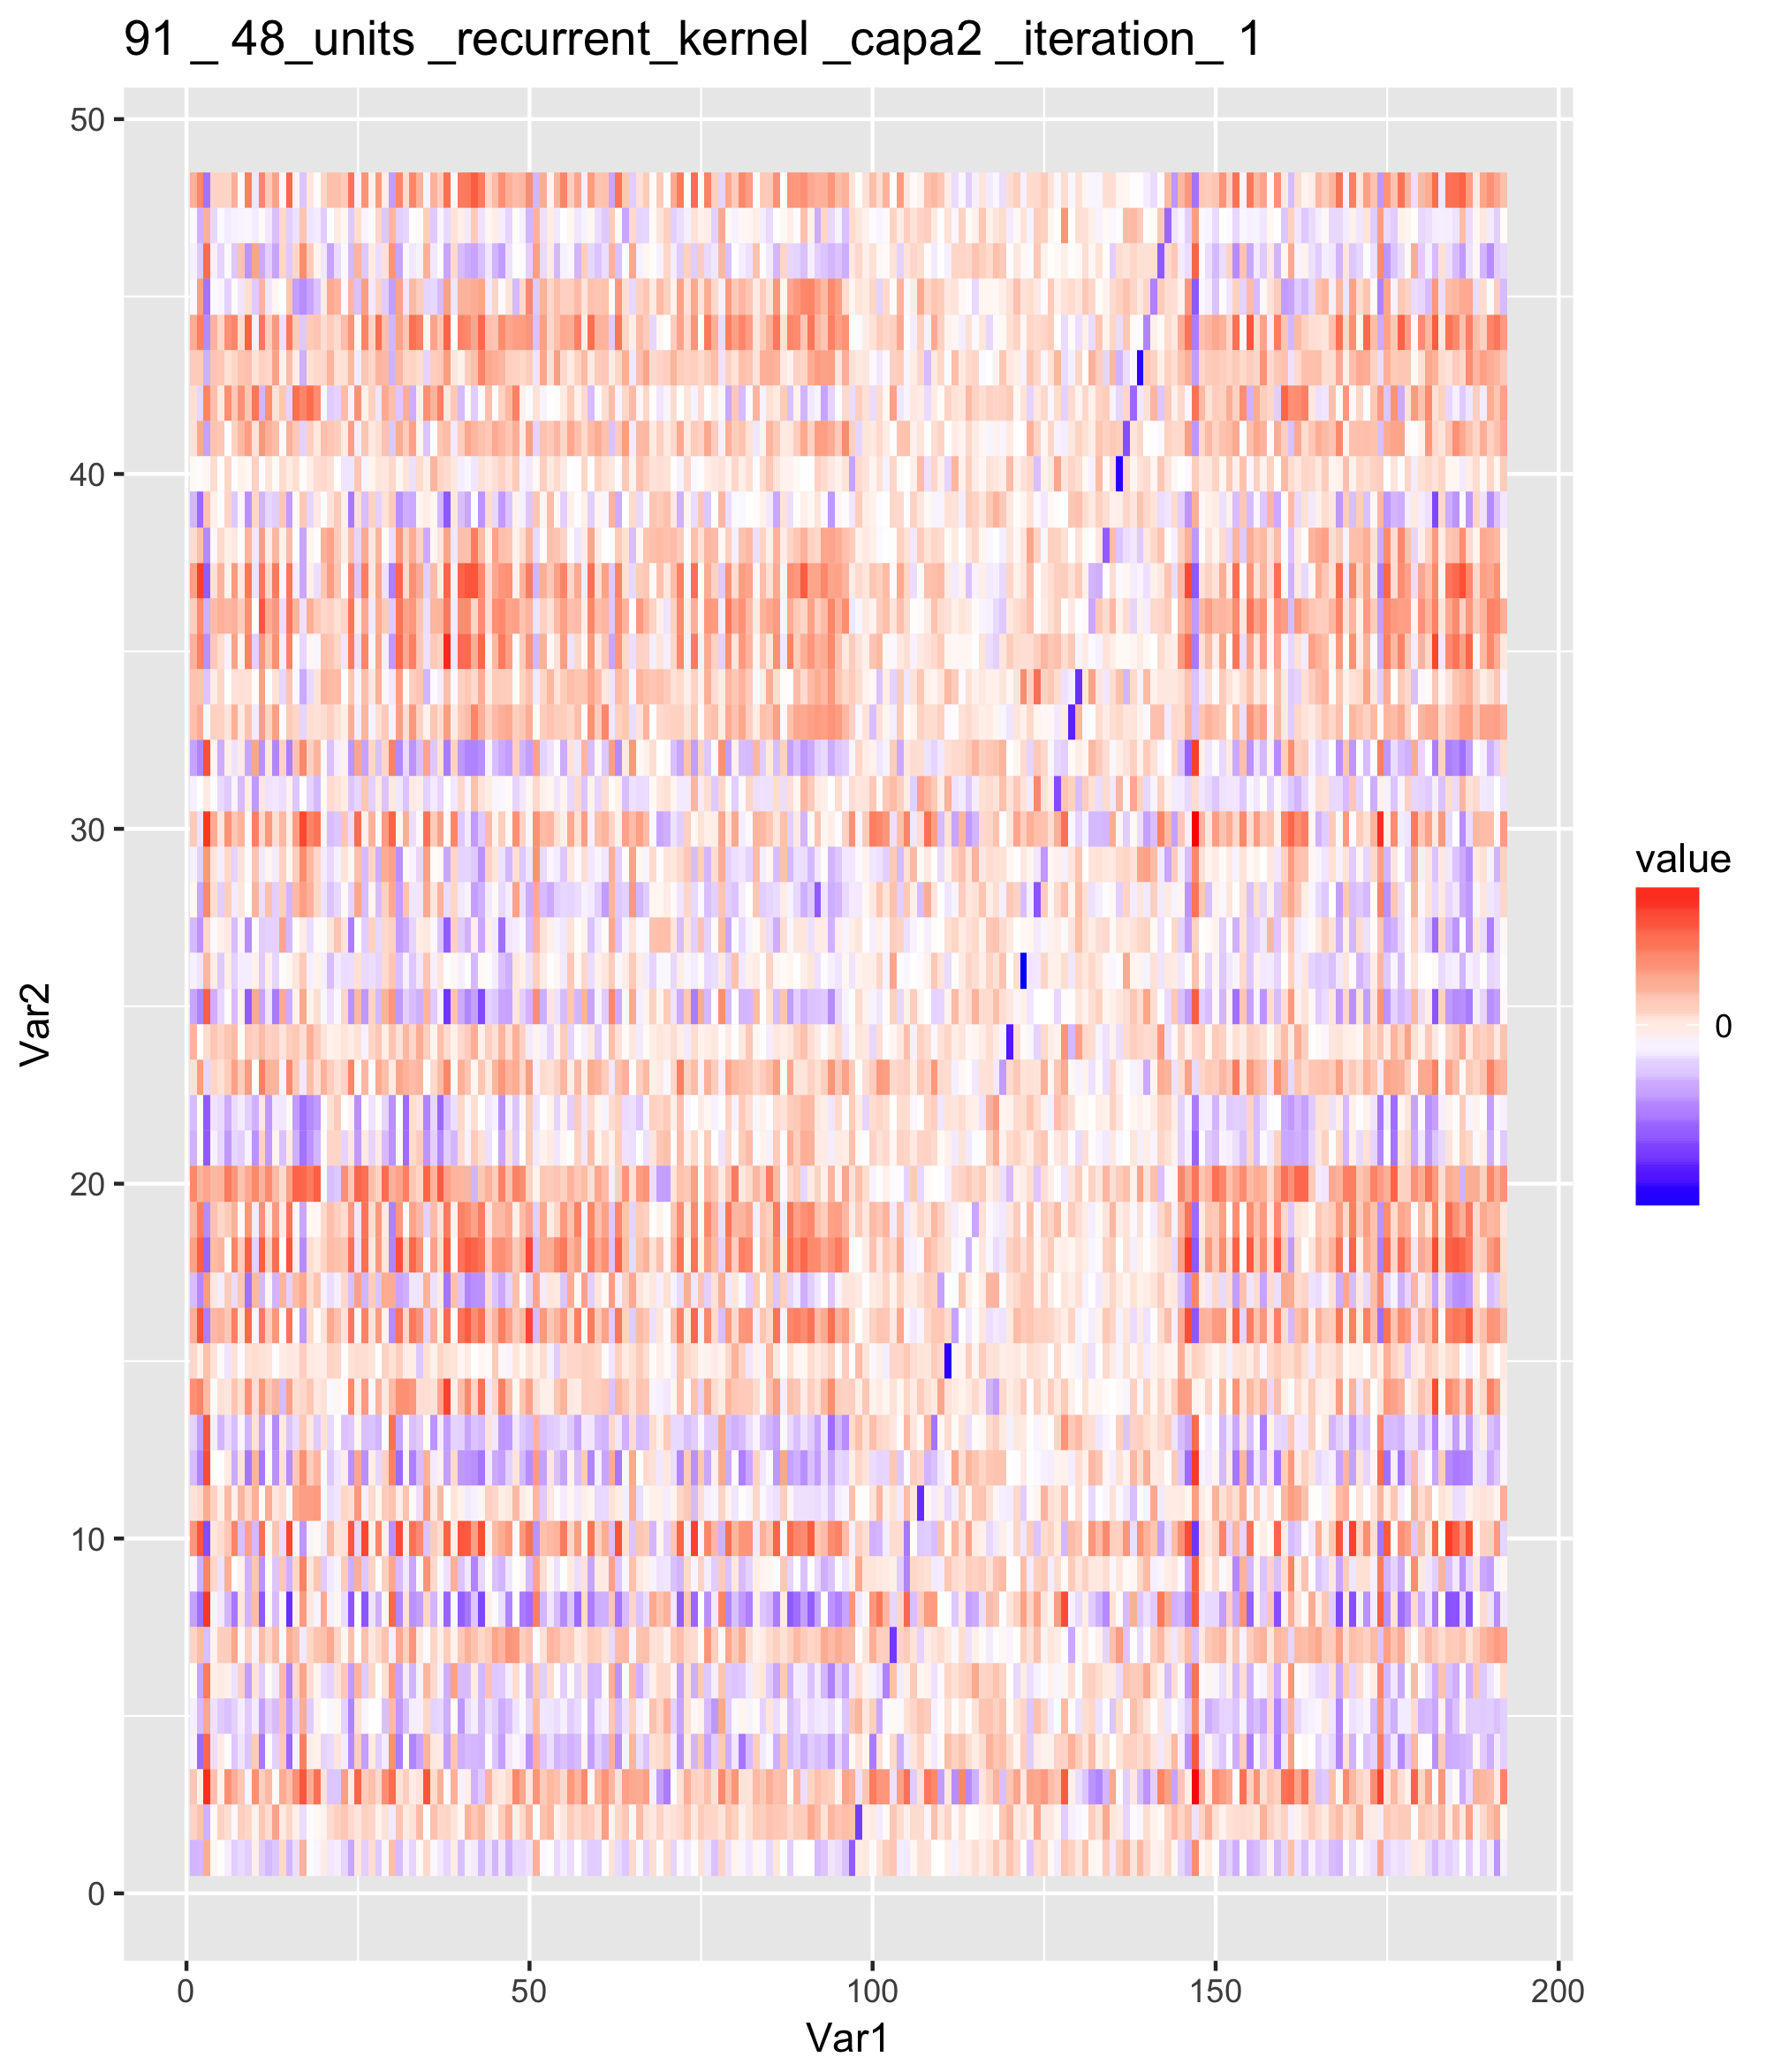 91 _ 48_units _recurrent_kernel _capa2 _iteration_ 1
50
40
30
20
10
0
Var2
0 50 100 150 200
Var1
value
0